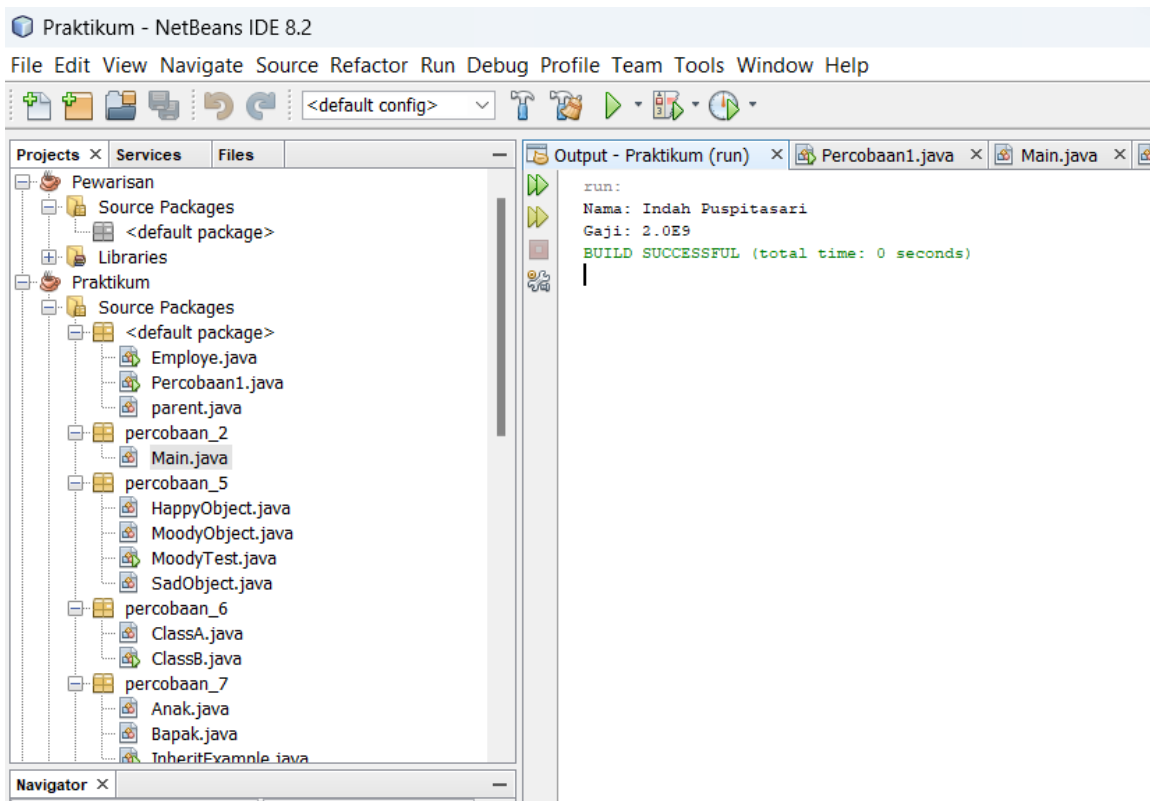 Praktikum - NetBeans IDE 8.2
File Edit View Navigate Source Refactor Run Debug Profile Team Tools Window Help
<default config>
Projects Services Files
Pewarisan
Source Packages
<default package>
Libraries
Praktikum
Source Packages
<default package>
Employe.java
Percobaan1.java
parent.java
percobaan_2
Main.java
percobaan_5
HappyObject.java
MoodyObject.java
MoodyTest.java
SadObject.java
percobaan_6
ClassA.java
ClassB.java
percobaan_7
Anak.java
Bapak.java
InheritExample.java
Navigator
Output - Praktikum (run) Percobaan1.java Main.java
run:
Nama: Indah Puspitasari
Gaji: 2.0E9
BUILD SUCCESSFUL (total time: 0 seconds)